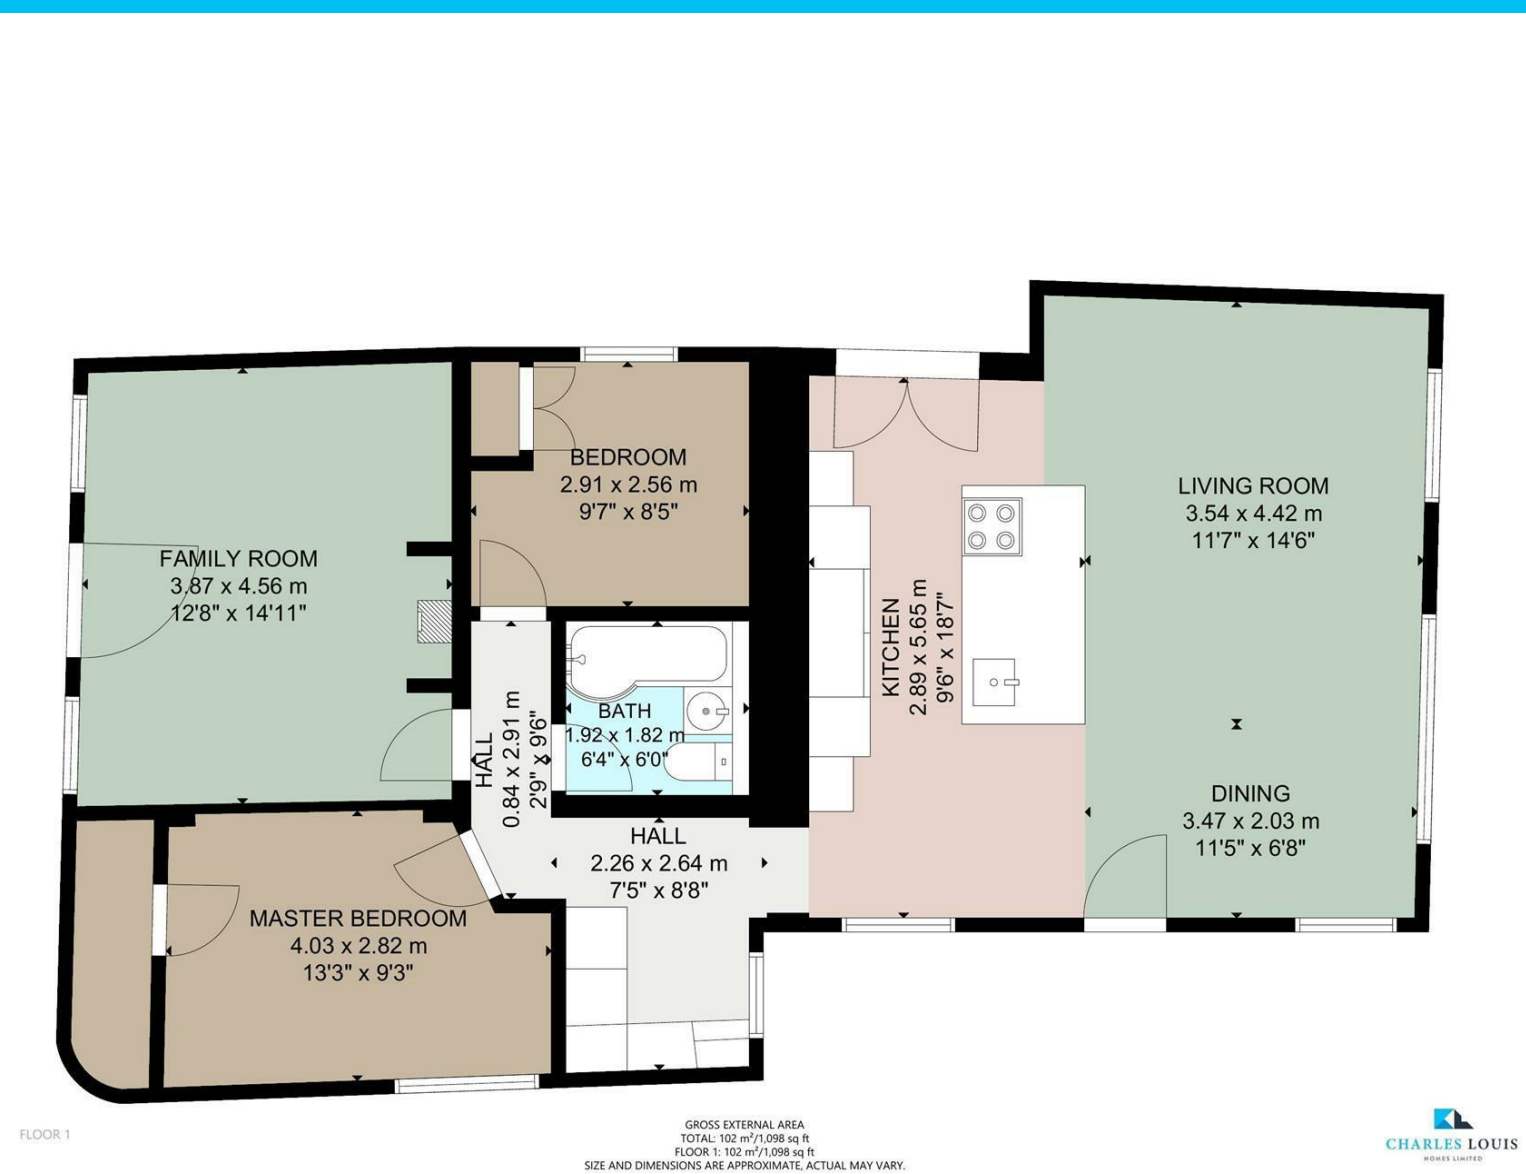 LIVING ROOM
3.54 x 4.42 m
11'7" x 14'6"
BEDROOM
2.91 x 2.56 m
9'7" x 8'5"
FAMILY ROOM
3.87 x 4.56 m
12'8" x 14'11"
KITCHEN
2.89 x 5.65 m
9'6" x 18'7"
HALL
0.84 x 2.91 m
2'9" x 9'6"
BATH
1.92 x 1.82 m
6'4" x 6'0"
DINING
3.47 x 2.03 m
11'5" x 6'8"
HALL
2.26 x 2.64 m
7'5" x 8'8"
MASTER BEDROOM
4.03 x 2.82 m
13'3" x 9'3"
FLOOR 1
GROSS EXTERNAL AREA
TOTAL: 102 m²/1,098 sq ft
FLOOR 1: 102 m²/1,098 sq ft
SIZE AND DIMENSIONS ARE APPROXIMATE, ACTUAL MAY VARY.
CHARLES LOUIS
HOMES LIMITED